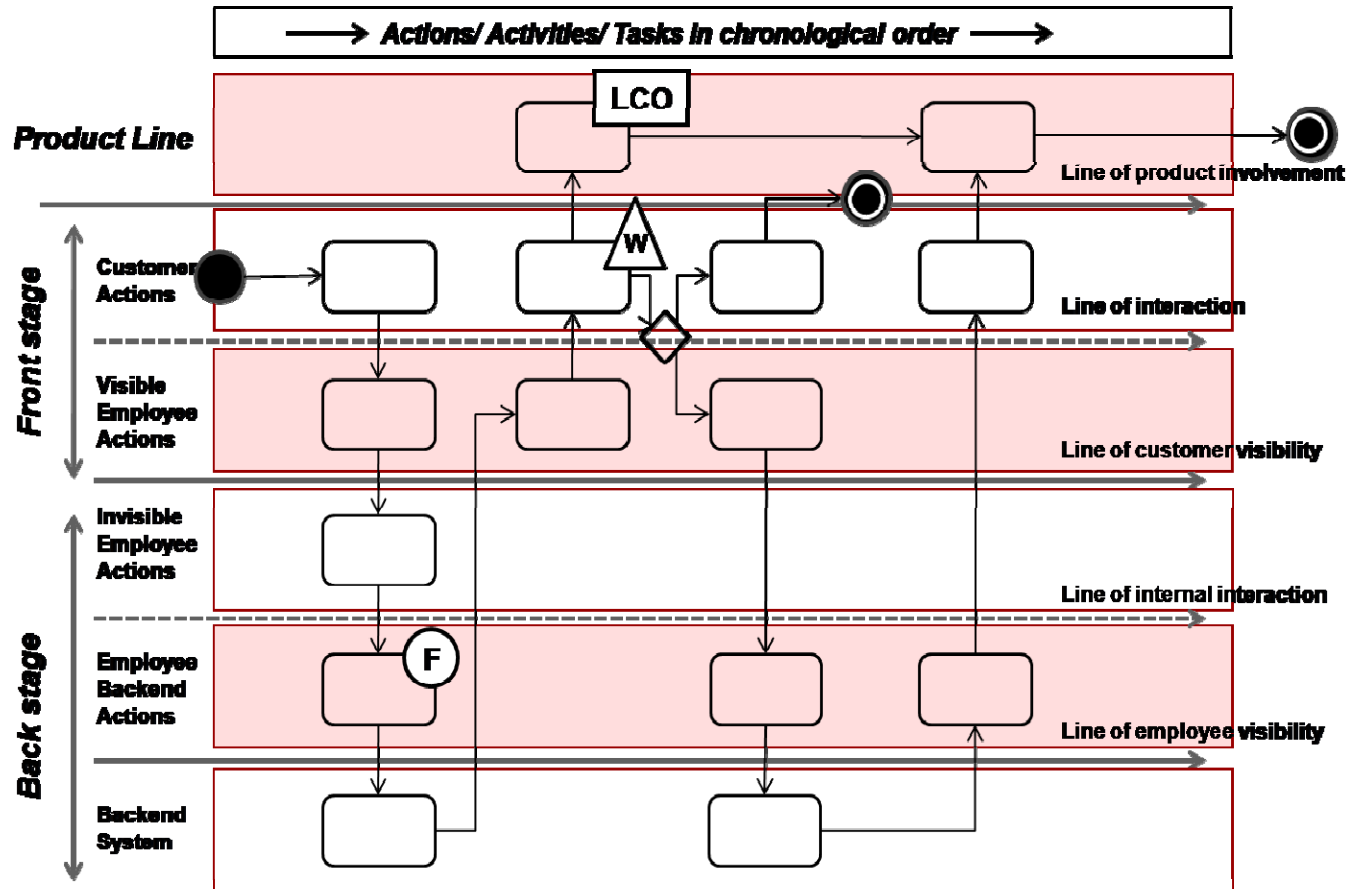 Actions/ Activities/ Tasks in chronological order
LCO
Product Line
Line of product involvement
W
Customer
Actions
Line of interaction
Front stage
Visible
Employee
Actions
Line of customer visibility
Invisible
Employee
Actions
Line of internal interaction
Back stage
F
Employee
Backend
Actions
Line of employee visibility
Backend
System